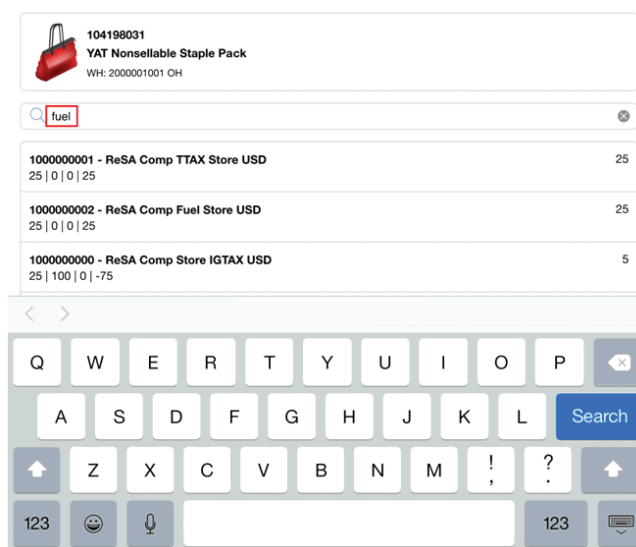 104198031
YAT Nonsellable Staple Pack
WH: 2000001001 OH
fuel
1000000001 - ReSA Comp TTAX Store USD 25
25 | 0 | 0 | 25
1000000002 - ReSA Comp Fuel Store USD 25
25 | 0 | 0 | 25
1000000000 - ReSA Comp Store IGTAX USD 5
25 | 100 | 0 | -75
Q W E R T Y U I O P
A S D F G H J K L Search
Z X C V B N M ! , ? .
123 123